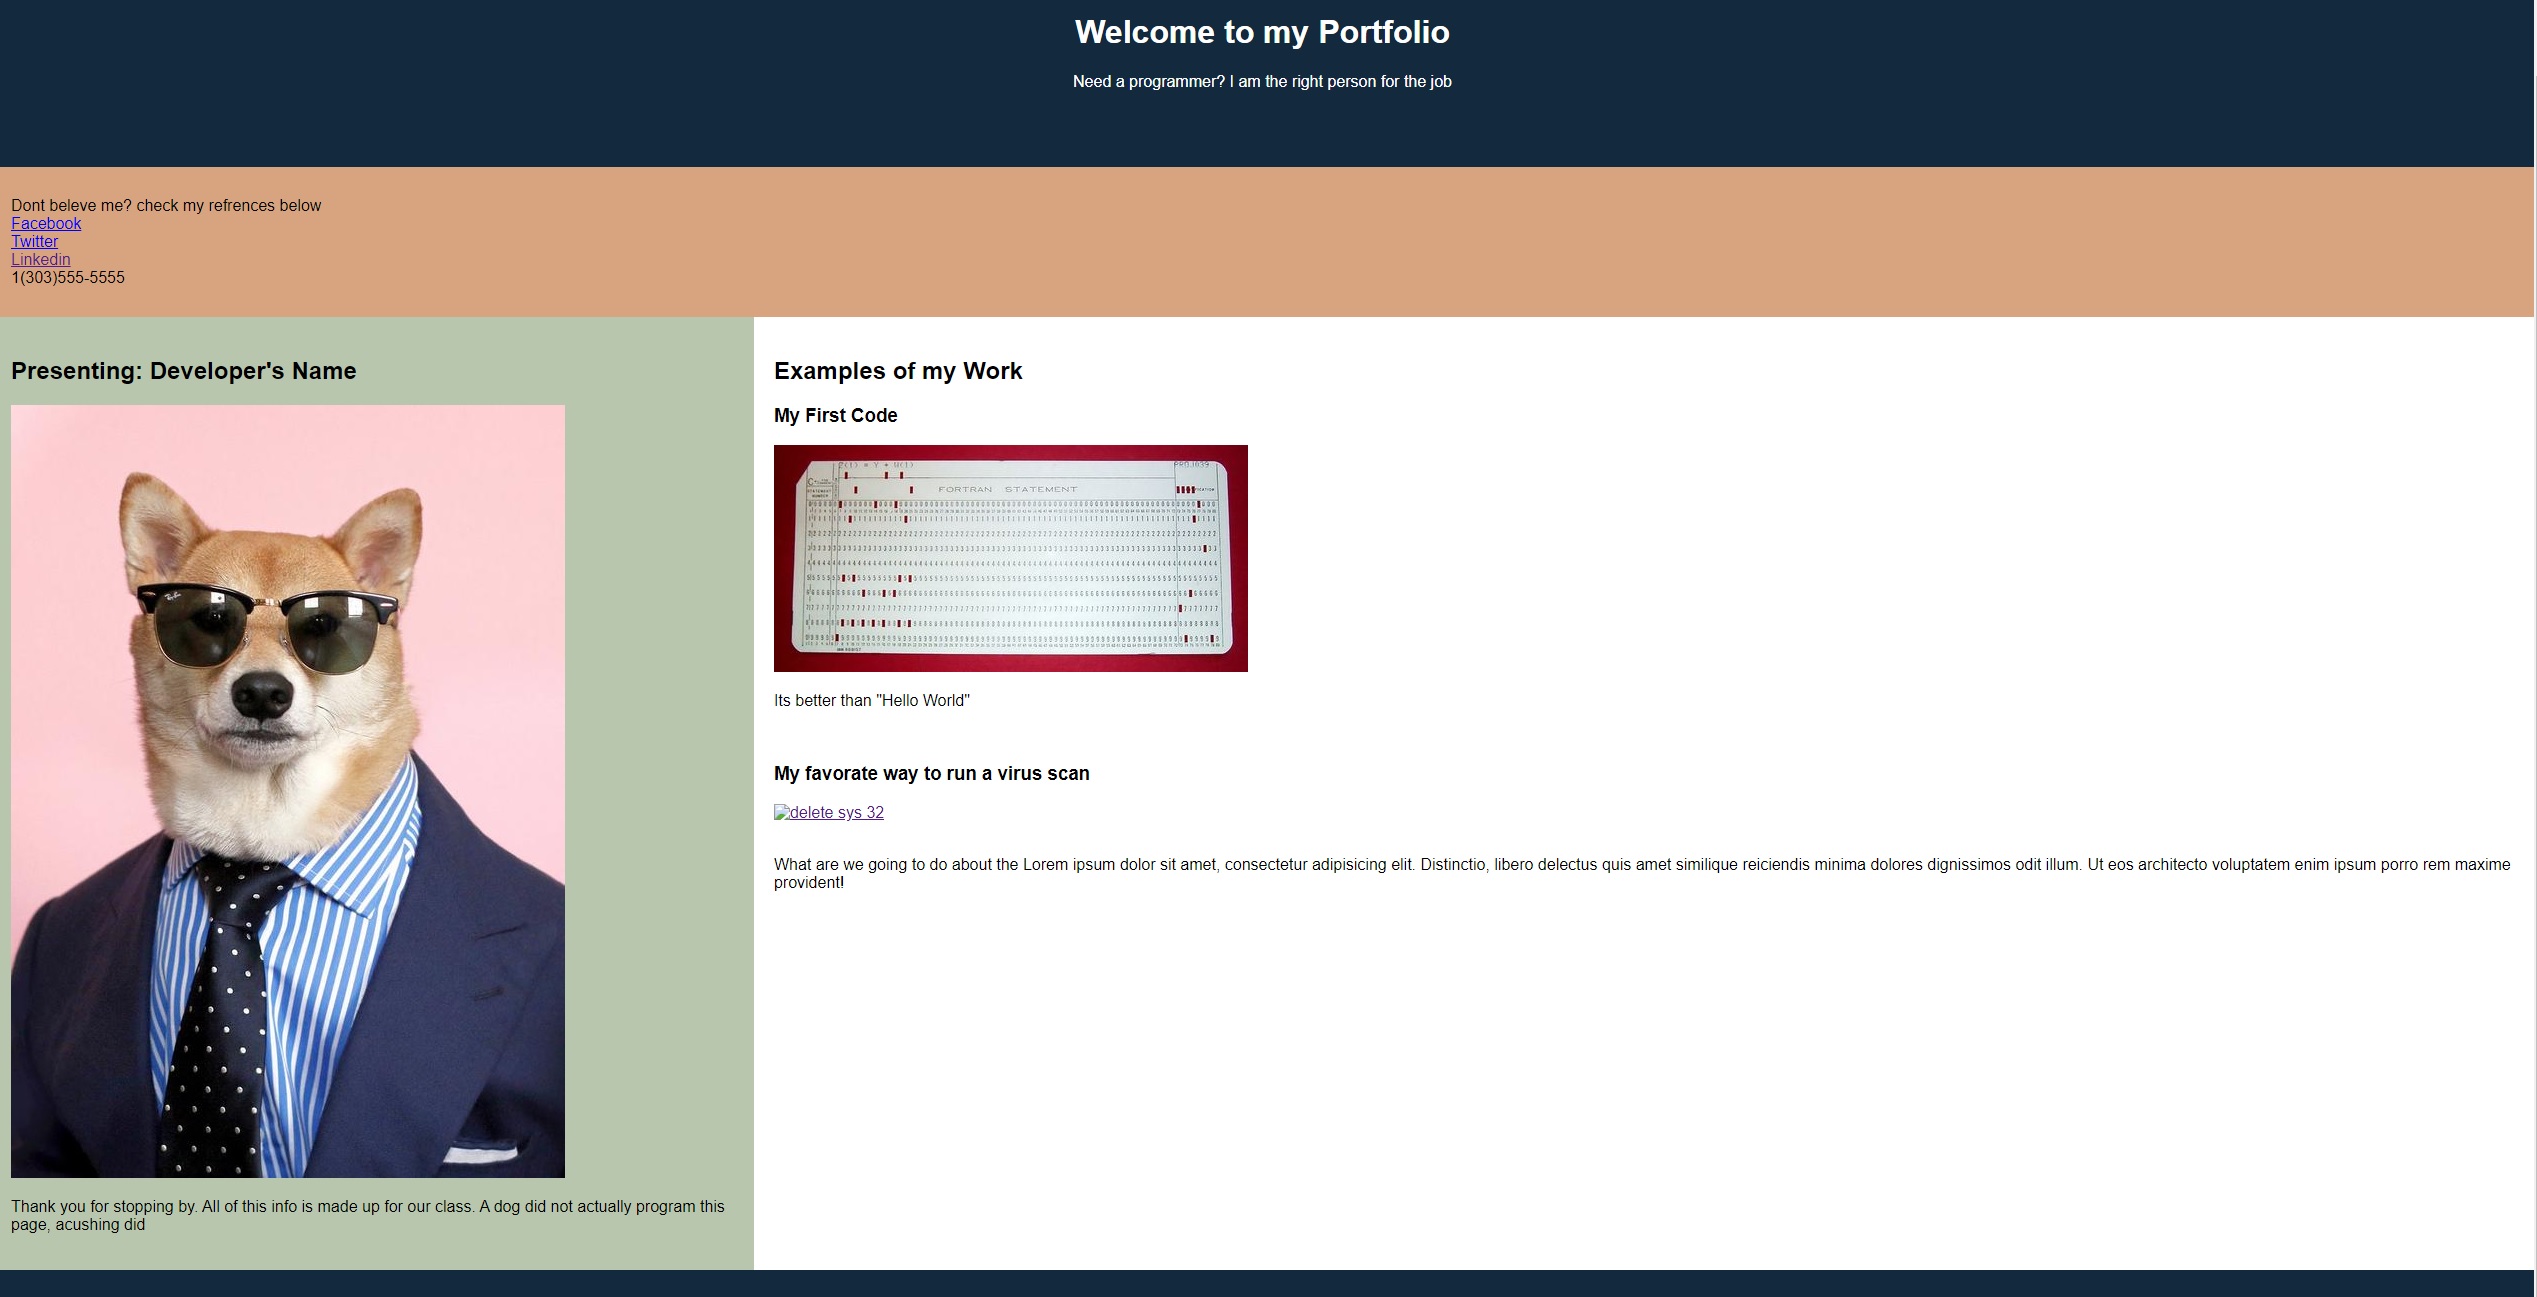 Welcome to my Portfolio
Need a programmer? I am the right person for the job
Dont beleve me? check my refrences below
Facebook
Twitter
Linkedin
1(303)555-5555
Presenting: Developer's Name
Ray-Ban
Thank you for stopping by. All of this info is made up for our class. A dog did not actually program this
page, acushing did
Examples of my Work
My First Code
FORTRAN STATEMENT
Its better than "Hello World"
My favorate way to run a virus scan
delete sys 32
What are we going to do about the Lorem ipsum dolor sit amet, consectetur adipisicing elit. Distinctio, libero delectus quis amet similique reiciendis minima dolores dignissimos odit illum. Ut eos architecto voluptatem enim ipsum porro rem maxime
provident!